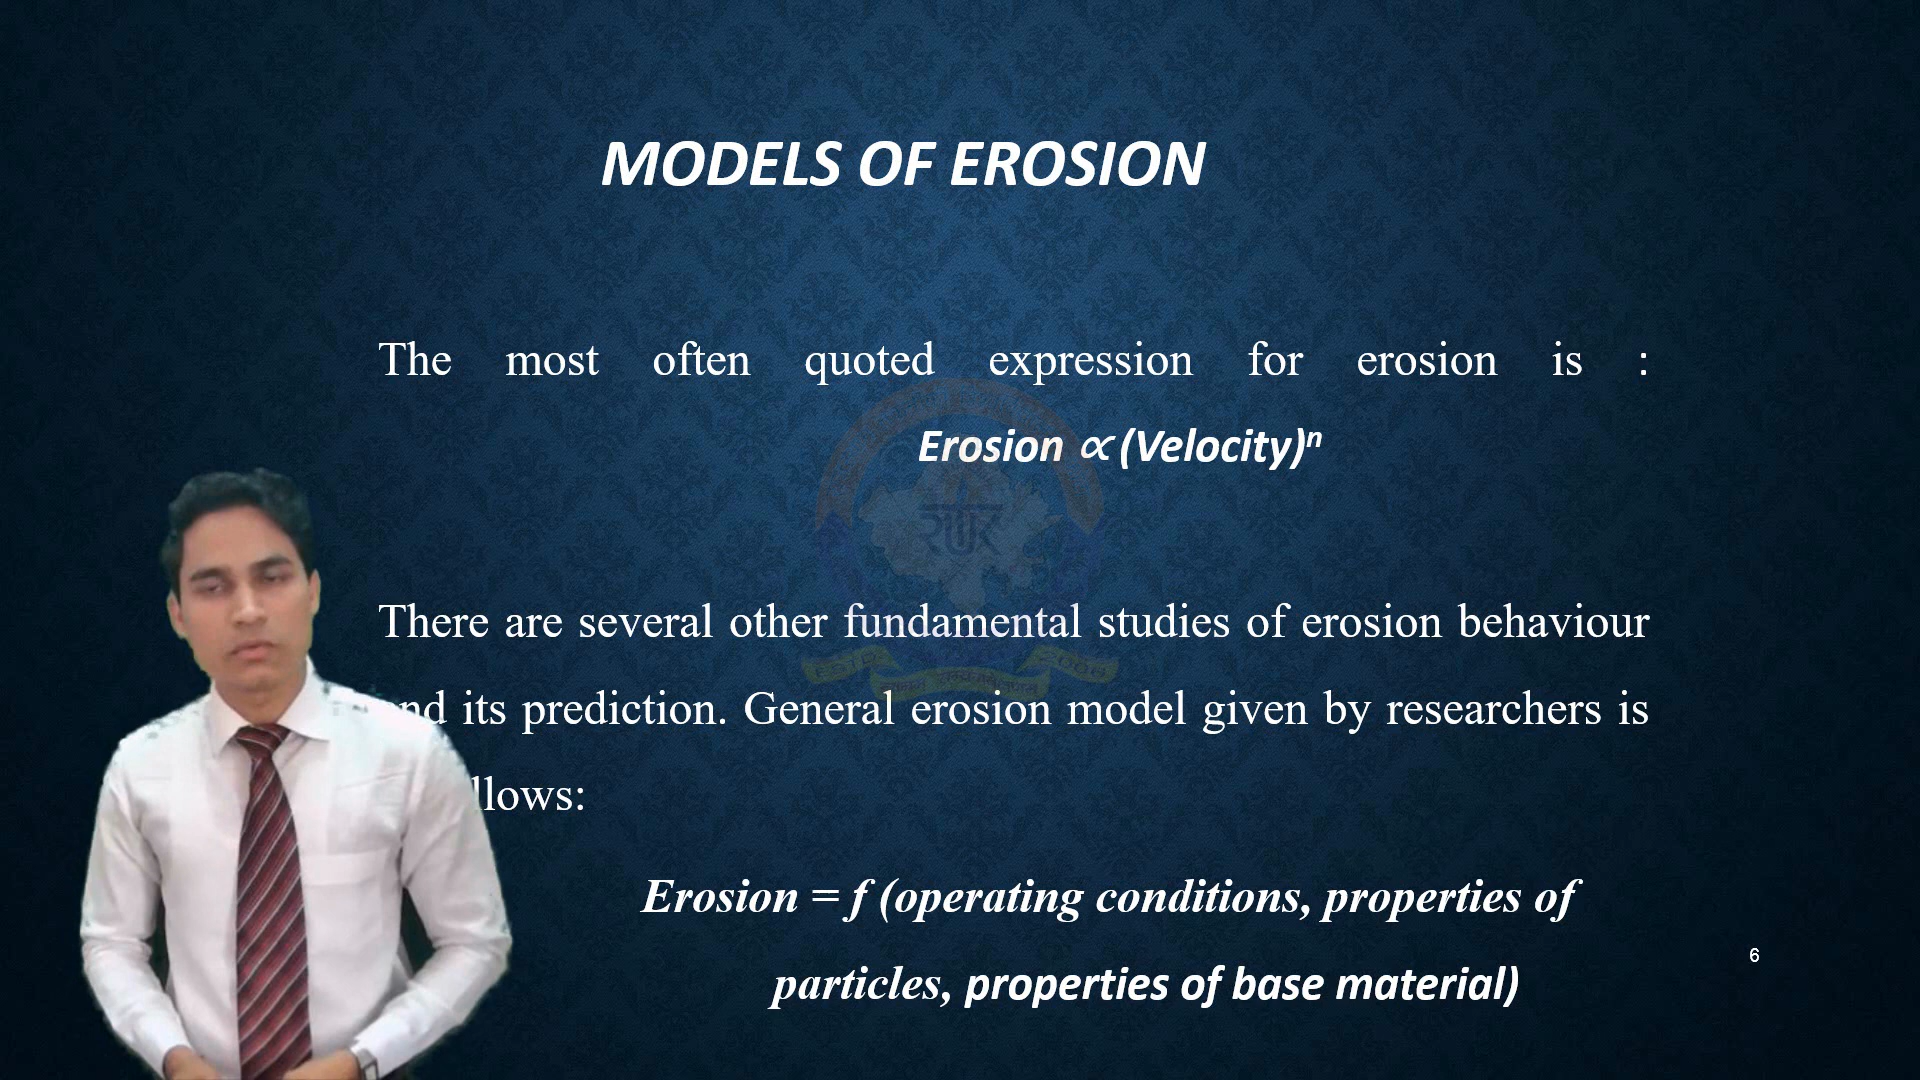 MODELS OF EROSION
The most often quoted expression for erosion is :
Erosion ∝ (Velocity)ⁿ
There are several other fundamental studies of erosion behaviour
its prediction. General erosion model given by researchers is
Erosion = f (operating conditions, properties of
6
particles, properties of base material)